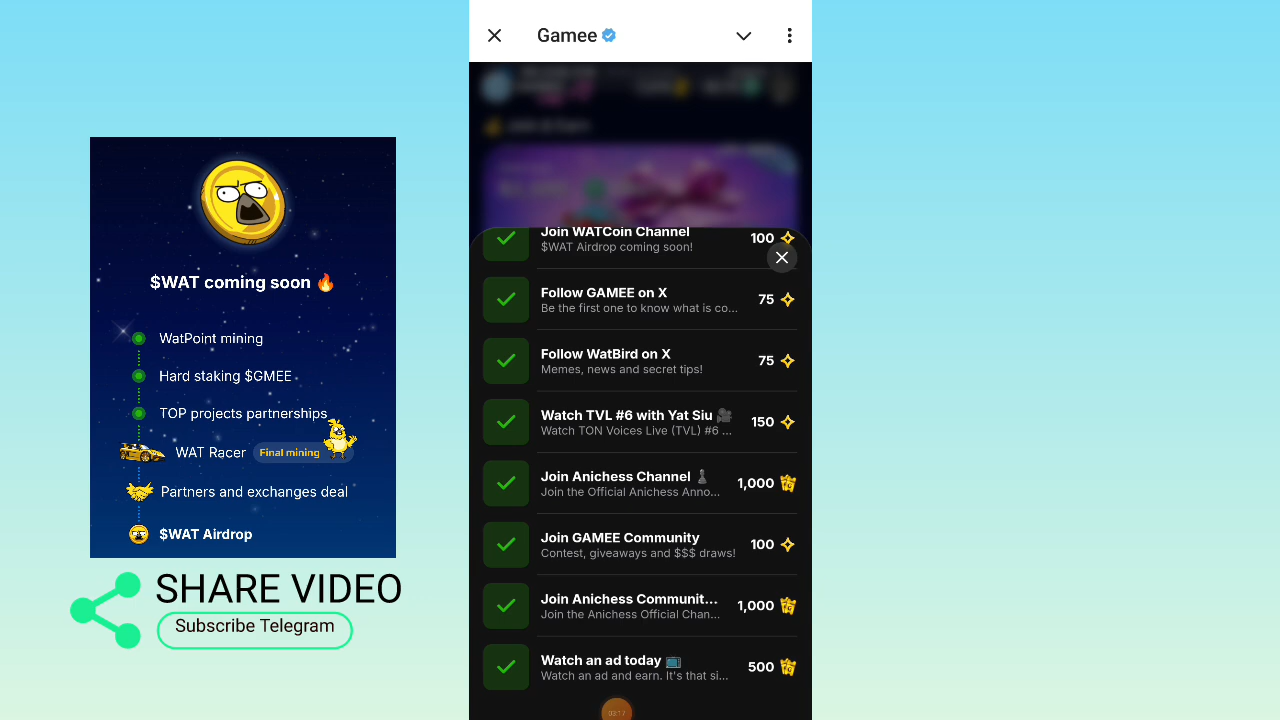 $WAT coming soon 🔥
WatPoint mining
Hard staking $GMEE
TOP projects partnerships
WAT Racer Final mining
Partners and exchanges deal
$WAT Airdrop
SHARE VIDEO
Subscribe Telegram
Gamee
Join WATCoin Channel
$WAT Airdrop coming soon!
100
Follow GAMEE on X
Be the first one to know what is co...
75
Follow WatBird on X
Memes, news and secret tips!
75
Watch TVL #6 with Yat Siu 🎥
Watch TON Voices Live (TVL) #6 ...
150
Join Anichess Channel ♟️
Join the Official Anichess Anno...
1,000
Join GAMEE Community
Contest, giveaways and $$$ draws!
100
Join Anichess Communit...
Join the Anichess Official Chan...
1,000
Watch an ad today 📺
Watch an ad and earn. It's that si...
500
03:17